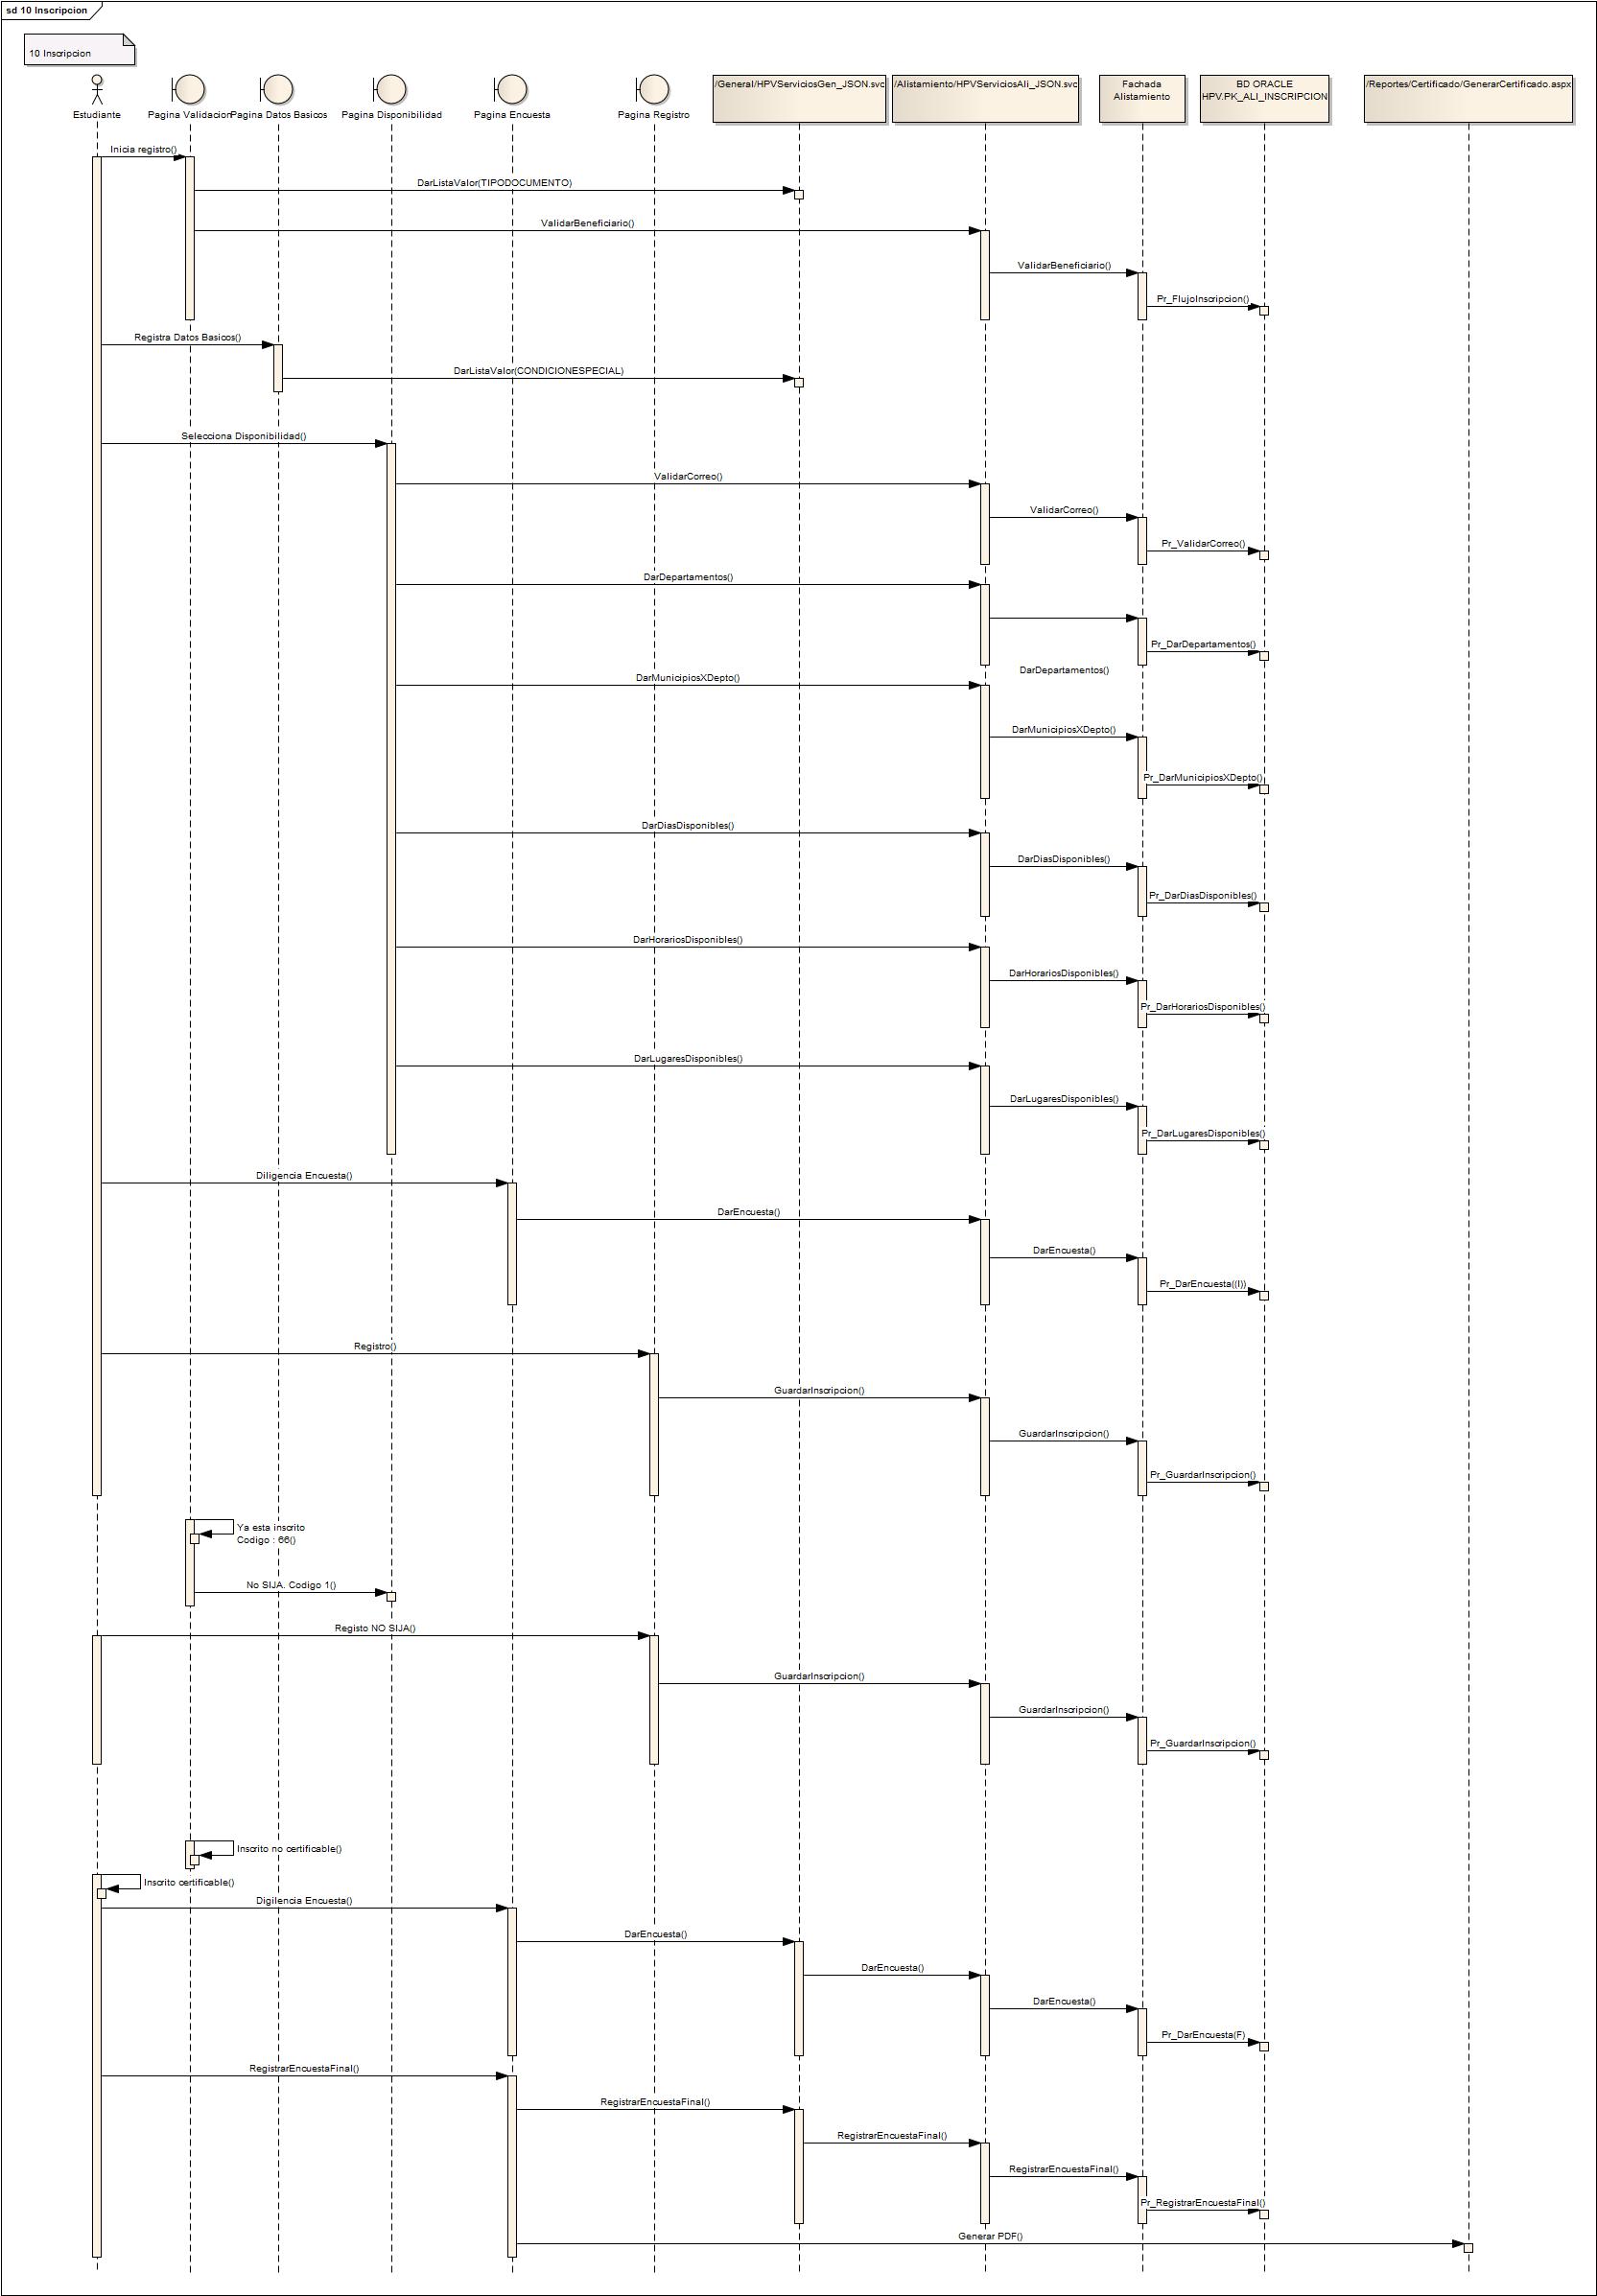 sd 10 Inscripcion
10 Inscripcion
Estudiante
Pagina Validacion
Pagina Datos Basicos
Pagina Disponibilidad
Pagina Encuesta
Pagina Registro
/General/HPVServiciosGen_JSON.svc
/Alistamiento/HPVServiciosAli_JSON.svc
Fachada
Alistamiento
BD ORACLE
HPV.PK_ALI_INSCRIPCION
/Reportes/Certificado/GenerarCertificado.aspx
Inicia registro()
DarListaValor(TIPODOCUMENTO)
ValidarBeneficiario()
ValidarBeneficiario()
Pr_FlujoInscripcion()
Registra Datos Basicos()
DarListaValor(CONDICIONESPECIAL)
Selecciona Disponibilidad()
ValidarCorreo()
ValidarCorreo()
Pr_ValidarCorreo()
DarDepartamentos()
Pr_DarDepartamentos()
DarDepartamentos()
DarMunicipiosXDepto()
DarMunicipiosXDepto()
Pr_DarMunicipiosXDepto()
DarDiasDisponibles()
DarDiasDisponibles()
Pr_DarDiasDisponibles()
DarHorariosDisponibles()
DarHorariosDisponibles()
Pr_DarHorariosDisponibles()
DarLugaresDisponibles()
DarLugaresDisponibles()
Pr_DarLugaresDisponibles()
Diligencia Encuesta()
DarEncuesta()
DarEncuesta()
Pr_DarEncuesta((I))
Registro()
GuardarInscripcion()
GuardarInscripcion()
Pr_GuardarInscripcion()
Ya esta inscrito
Codigo : 66()
No SIJA. Codigo 1()
Registo NO SIJA()
GuardarInscripcion()
GuardarInscripcion()
Pr_GuardarInscripcion()
Inscrito no certificable()
Inscrito certificable()
Digilencia Encuesta()
DarEncuesta()
DarEncuesta()
DarEncuesta()
Pr_DarEncuesta(F)
RegistrarEncuestaFinal()
RegistrarEncuestaFinal()
RegistrarEncuestaFinal()
RegistrarEncuestaFinal()
Pr_RegistrarEncuestaFinal()
Generar PDF()